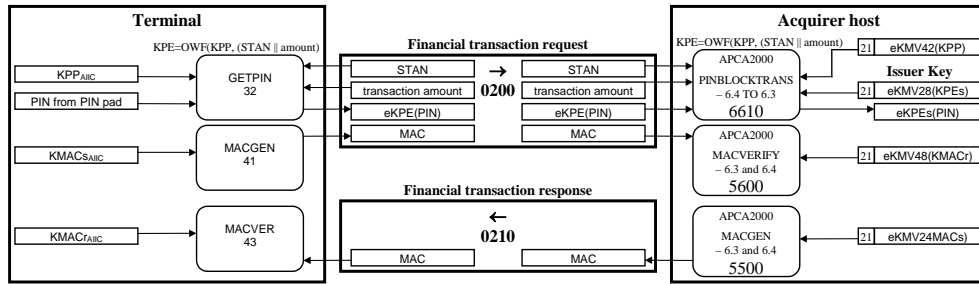 Terminal
KPE=OWF(KPP, (STAN || amount)
KPPAIIC
PIN from PIN pad
GETPIN
32
KMACsAIIC
MACGEN
41
KMACrAIIC
MACVER
43
Financial transaction request
STAN
transaction amount
eKPE(PIN)
MAC
→
0200
STAN
transaction amount
eKPE(PIN)
MAC
Financial transaction response
←
0210
MAC
MAC
Acquirer host
KPE=OWF(KPP, (STAN || amount)
APCA2000
PINBLOCKTRANS
– 6.4 TO 6.3
6610
21 eKMV42(KPP)
Issuer Key
21 eKMV28(KPEs)
eKPEs(PIN)
APCA2000
MACVERIFY
– 6.3 and 6.4
5600
21 eKMV48(KMACr)
APCA2000
MACGEN
– 6.3 and 6.4
5500
21 eKMV24MACs)